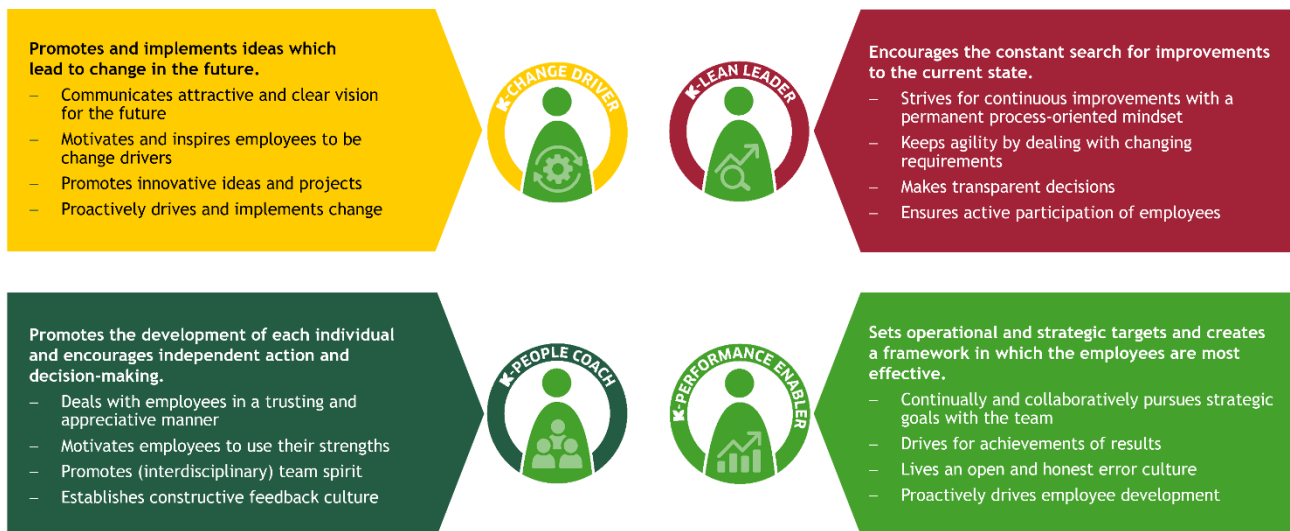 Promotes and implements ideas which
lead to change in the future.
– Communicates attractive and clear vision
for the future
– Motivates and inspires employees to be
change drivers
– Promotes innovative ideas and projects
– Proactively drives and implements change
K-CHANGE DRIVER
K-LEAN LEADER
Encourages the constant search for improvements
to the current state.
– Strives for continuous improvements with a
permanent process-oriented mindset
– Keeps agility by dealing with changing
requirements
– Makes transparent decisions
– Ensures active participation of employees
Promotes the development of each individual
and encourages independent action and
decision-making.
– Deals with employees in a trusting and
appreciative manner
– Motivates employees to use their strengths
– Promotes (interdisciplinary) team spirit
– Establishes constructive feedback culture
K-PEOPLE COACH
K-PERFORMANCE ENABLER
Sets operational and strategic targets and creates
a framework in which the employees are most
effective.
– Continually and collaboratively pursues strategic
goals with the team
– Drives for achievements of results
– Lives an open and honest error culture
– Proactively drives employee development